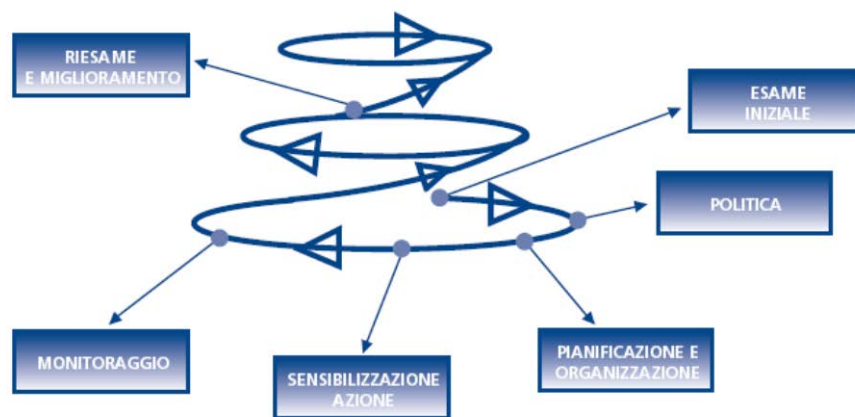 RIESAME
E MIGLIORAMENTO
ESAME
INIZIALE
POLITICA
MONITORAGGIO
SENSIBILIZZAZIONE
AZIONE
PIANIFICAZIONE E
ORGANIZZAZIONE